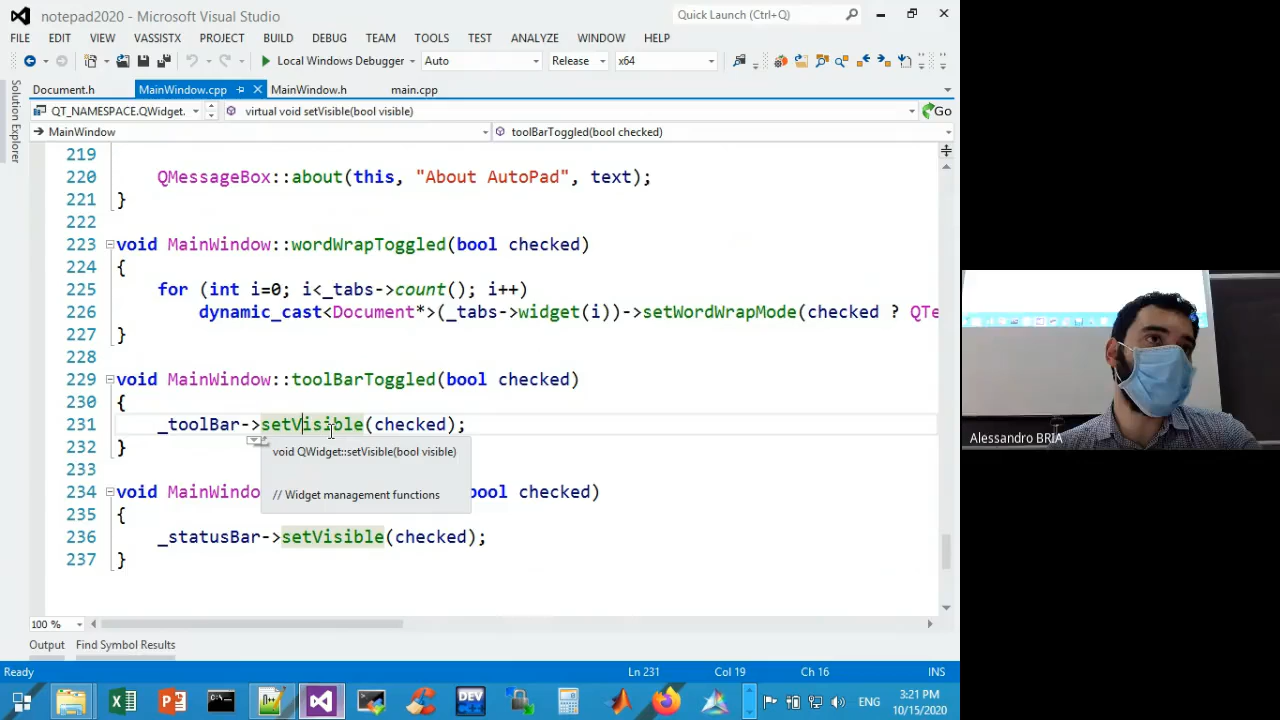 notepad2020 - Microsoft Visual Studio
Quick Launch (Ctrl+Q)
FILE EDIT VIEW VASSISTX PROJECT BUILD DEBUG TEAM TOOLS TEST ANALYZE WINDOW HELP
Local Windows Debugger Auto Release x64
Solution Explorer
Document.h MainWindow.cpp MainWindow.h main.cpp
QT_NAMESPACE.QWidget. virtual void setVisible(bool visible) Go
MainWindow toolBarToggled(bool checked)
219
220 QMessageBox::about(this, "About AutoPad", text);
221 }
222
223 void MainWindow::wordWrapToggled(bool checked)
224 {
225 for (int i=0; i<_tabs->count(); i++)
226 dynamic_cast<Document*>(_tabs->widget(i))->setWordWrapMode(checked ? QTe
227 }
228
229 void MainWindow::toolBarToggled(bool checked)
230 {
231 _toolBar->setVisible(checked);
232 }
void QWidget::setVisible(bool visible)
233
// Widget management functions
234 void MainWindo bool checked)
235 {
236 _statusBar->setVisible(checked);
237 }
100 %
Output Find Symbol Results
Ready Ln 231 Col 19 Ch 16 INS
DEV
ENG
3:21 PM
10/15/2020
Alessandro BRIA